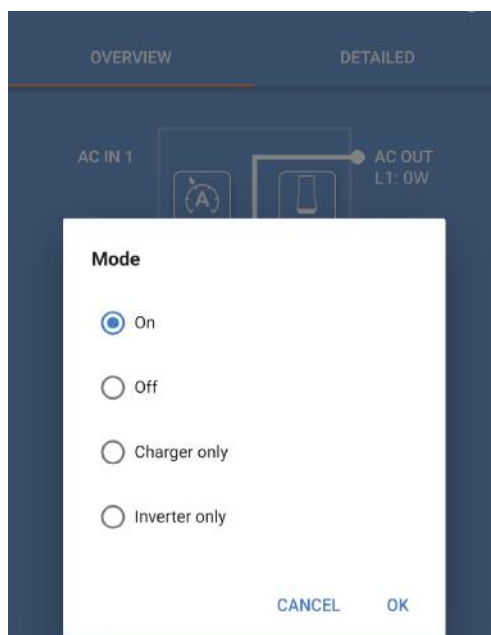 OVERVIEW
DETAILED
AC IN 1
AC OUT
L1: 0W
A
Mode
On
Off
Charger only
Inverter only
CANCEL
OK